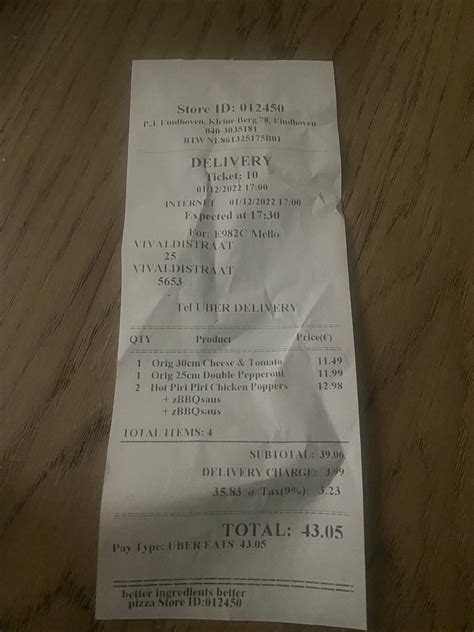 Store ID: 012450
P.J. Eindhoven, Kleine Berg 78, Eindhoven
040-3035181
BTW NL861325175B01
DELIVERY
Ticket: 10
01/12/2022 17:00
INTERNET 01/12/2022 17:00
Expected at 17:30
For: E982C Mello
VIVALDISTRAAT
25
VIVALDISTRAAT
5653
Tel UBER DELIVERY
QTY Product Price(€)
1 Orig 30cm Cheese & Tomato 11.49
1 Orig 25cm Double Pepperoni 11.99
2 Hot Piri Piri Chicken Poppers 12.98
+ zBBQsaus
+ zBBQsaus
TOTAL ITEMS: 4
SUBTOTAL: 39.06
DELIVERY CHARGE: 3.99
35.83 @ Tax(9%): 3.23
TOTAL: 43.05
Pay Type: UBER EATS 43.05
better ingredients better
pizza Store ID:012450